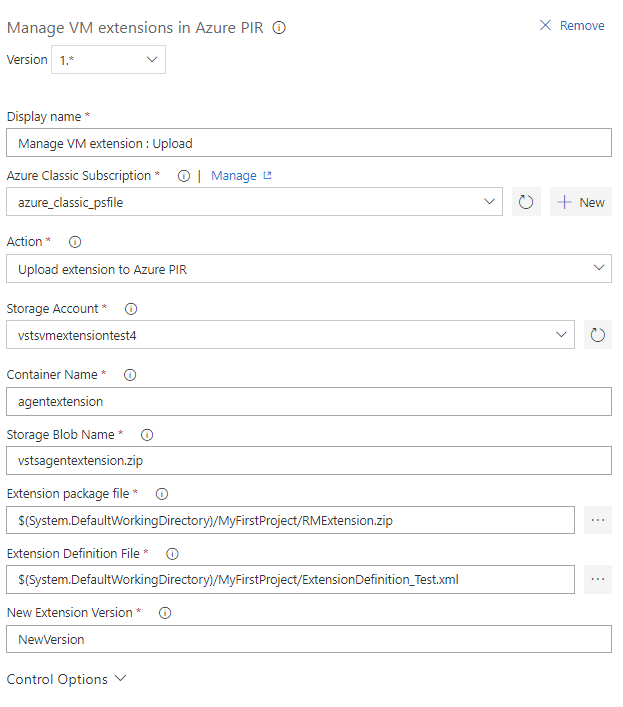 Manage VM extensions in Azure PIR
Remove
Version 1.*
Display name *
Manage VM extension : Upload
Azure Classic Subscription * | Manage
azure_classic_psfile
New
Action *
Upload extension to Azure PIR
Storage Account *
vstsvmextensiontest4
Container Name *
agentextension
Storage Blob Name *
vstsagentextension.zip
Extension package file *
$(System.DefaultWorkingDirectory)/MyFirstProject/RMExtension.zip
...
Extension Definition File *
$(System.DefaultWorkingDirectory)/MyFirstProject/ExtensionDefinition_Test.xml
...
New Extension Version *
NewVersion
Control Options